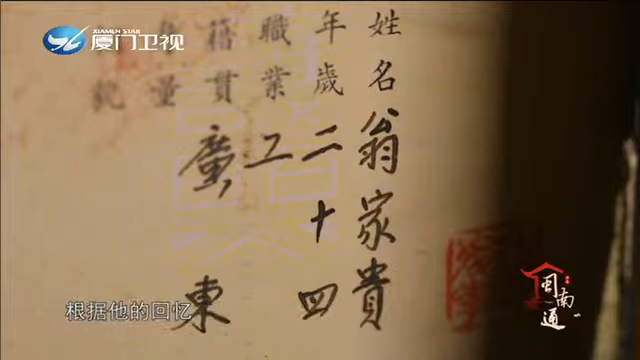 XIAMEN STAR
厦门卫视
姓名 翁家貴
年歲 二十四
職業 工
籍貫 廣東
量
根据他的回忆
闽南通